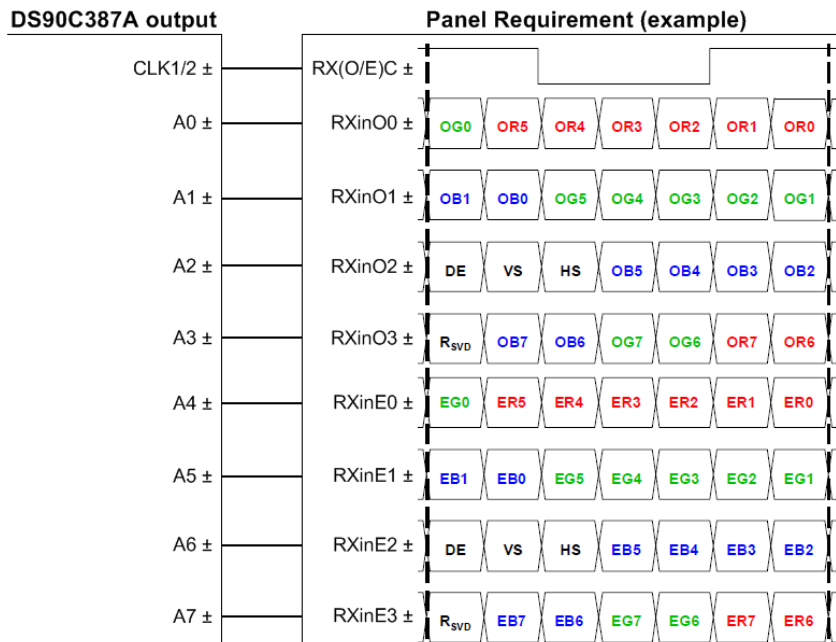 DS90C387A output Panel Requirement (example)
CLK1/2 ± RX(O/E)C ±
A0 ± RXinO0 ± OG0 OR5 OR4 OR3 OR2 OR1 OR0
A1 ± RXinO1 ± OB1 OB0 OG5 OG4 OG3 OG2 OG1
A2 ± RXinO2 ± DE VS HS OB5 OB4 OB3 OB2
A3 ± RXinO3 ± RSVD OB7 OB6 OG7 OG6 OR7 OR6
A4 ± RXinE0 ± EG0 ER5 ER4 ER3 ER2 ER1 ER0
A5 ± RXinE1 ± EB1 EB0 EG5 EG4 EG3 EG2 EG1
A6 ± RXinE2 ± DE VS HS EB5 EB4 EB3 EB2
A7 ± RXinE3 ± RSVD EB7 EB6 EG7 EG6 ER7 ER6